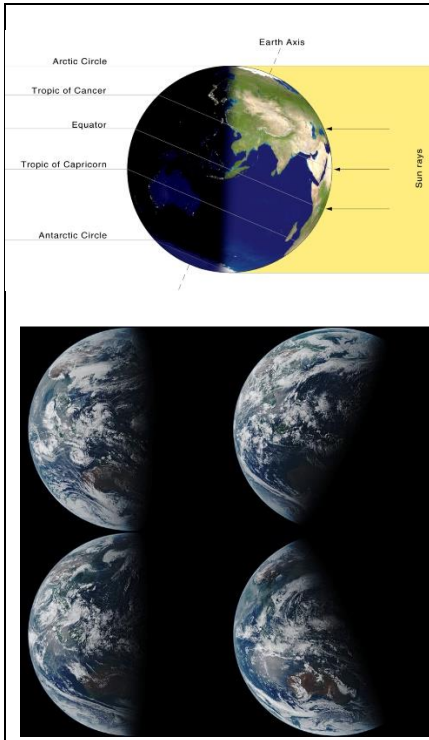 Earth Axis
Arctic Circle
Tropic of Cancer
Equator
Tropic of Capricorn
Antarctic Circle
Sun rays